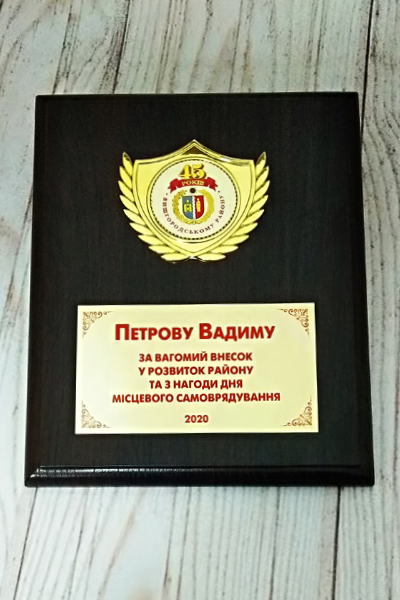 45
РОКІВ
ВИШГОРОДСЬКОМУ РАЙОНУ
ПЕТРОВУ ВАДИМУ
ЗА ВАГОМИЙ ВНЕСОК
У РОЗВИТОК РАЙОНУ
ТА З НАГОДИ ДНЯ
МІСЦЕВОГО САМОВРЯДУВАННЯ
2020